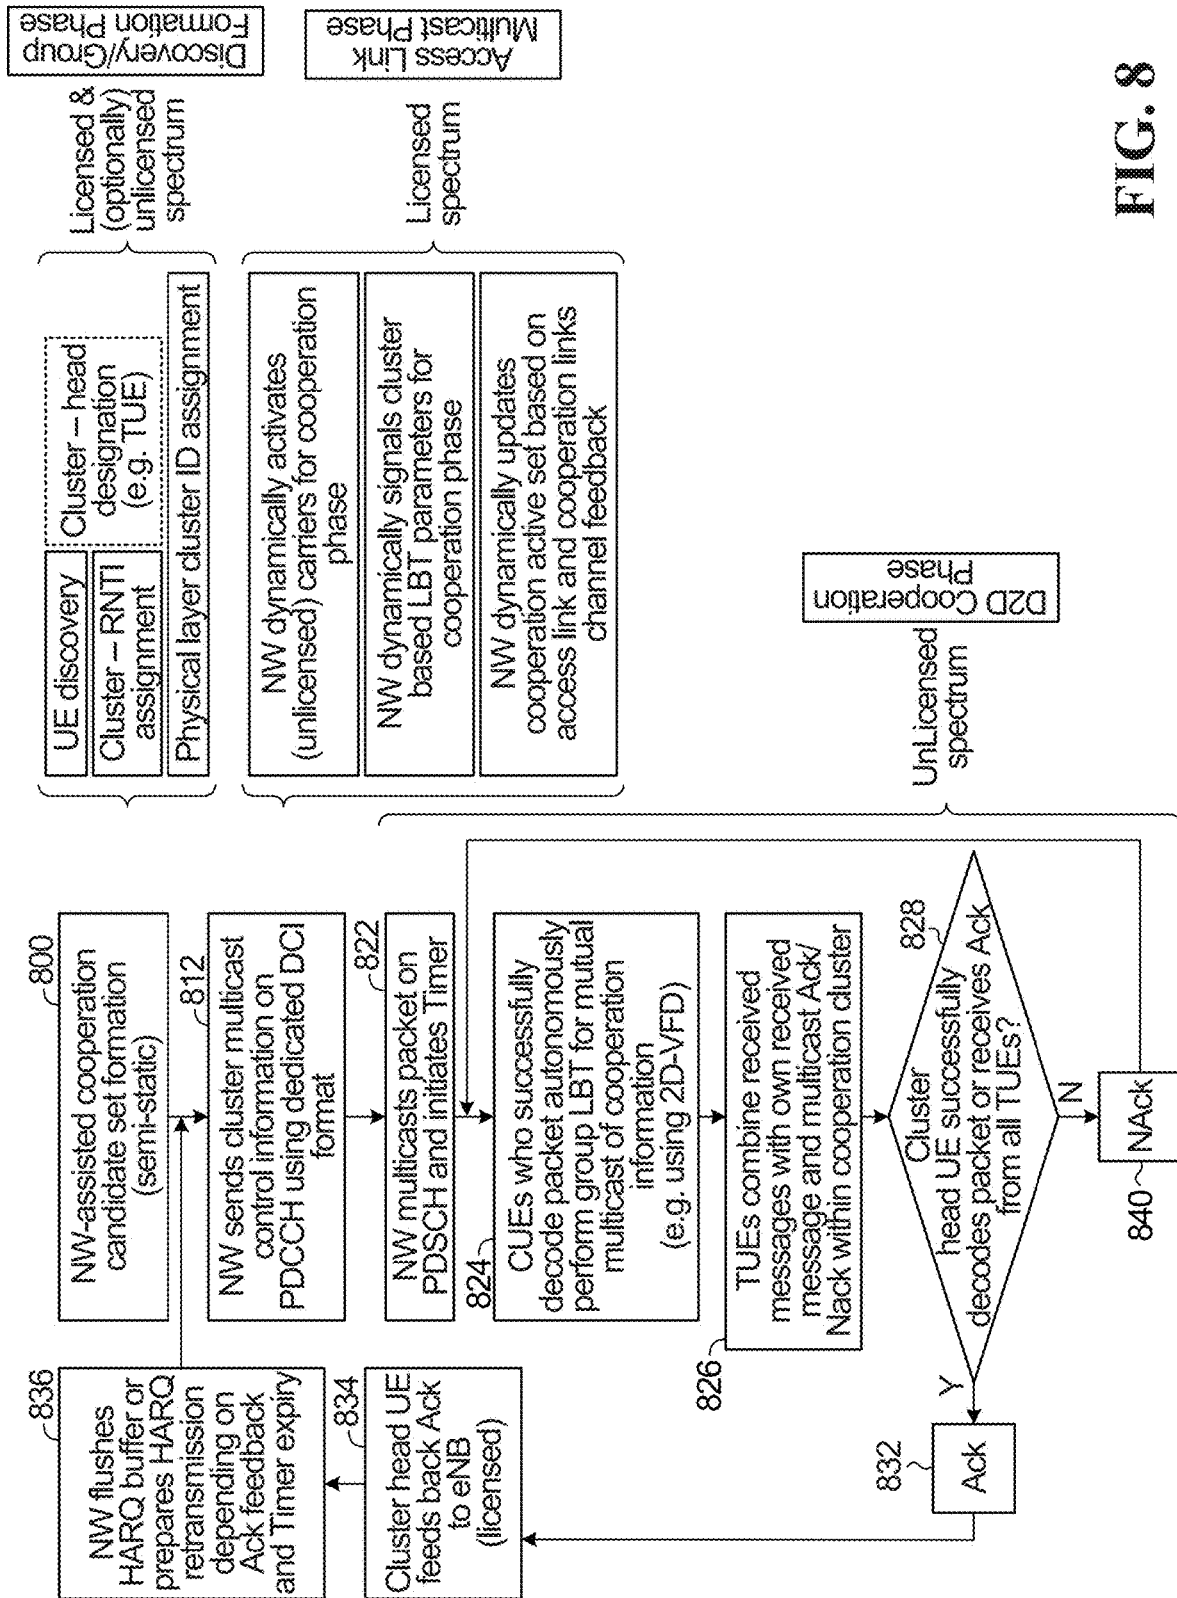 800
NW-assisted cooperation
candidate set formation
(semi-static)
812
NW sends cluster multicast
control information on
PDCCH using dedicated DCI
format
822
NW multicasts packet on
PDSCH and initiates Timer
824
CUEs who successfully
decode packet autonomously
perform group LBT for mutual
multicast of cooperation
information
(e.g. using 2D-VFD)
826
TUEs combine received
messages with own received
message and multicast Ack/
Nack within cooperation cluster
828
Cluster
head UE successfully
decodes packet or receives Ack
from all TUEs?
Y
N
832
Ack
840
NAck
834
Cluster head UE
feeds back Ack
to eNB
(licensed)
836
NW flushes
HARQ buffer or
prepares HARQ
retransmission
depending on
Ack feedback
and Timer expiry
UE discovery
Cluster – RNTI
assignment
Cluster – head
designation
(e.g. TUE)
Physical layer cluster ID assignment
Licensed &
(optionally)
unlicensed
spectrum
Discovery/Group
Formation Phase
NW dynamically activates
(unlicensed) carriers for cooperation
phase
NW dynamically signals cluster
based LBT parameters for
cooperation phase
NW dynamically updates
cooperation active set based on
access link and cooperation links
channel feedback
Licensed
spectrum
Access Link
Multicast Phase
UnLicensed
spectrum
D2D Cooperation
Phase
FIG. 8